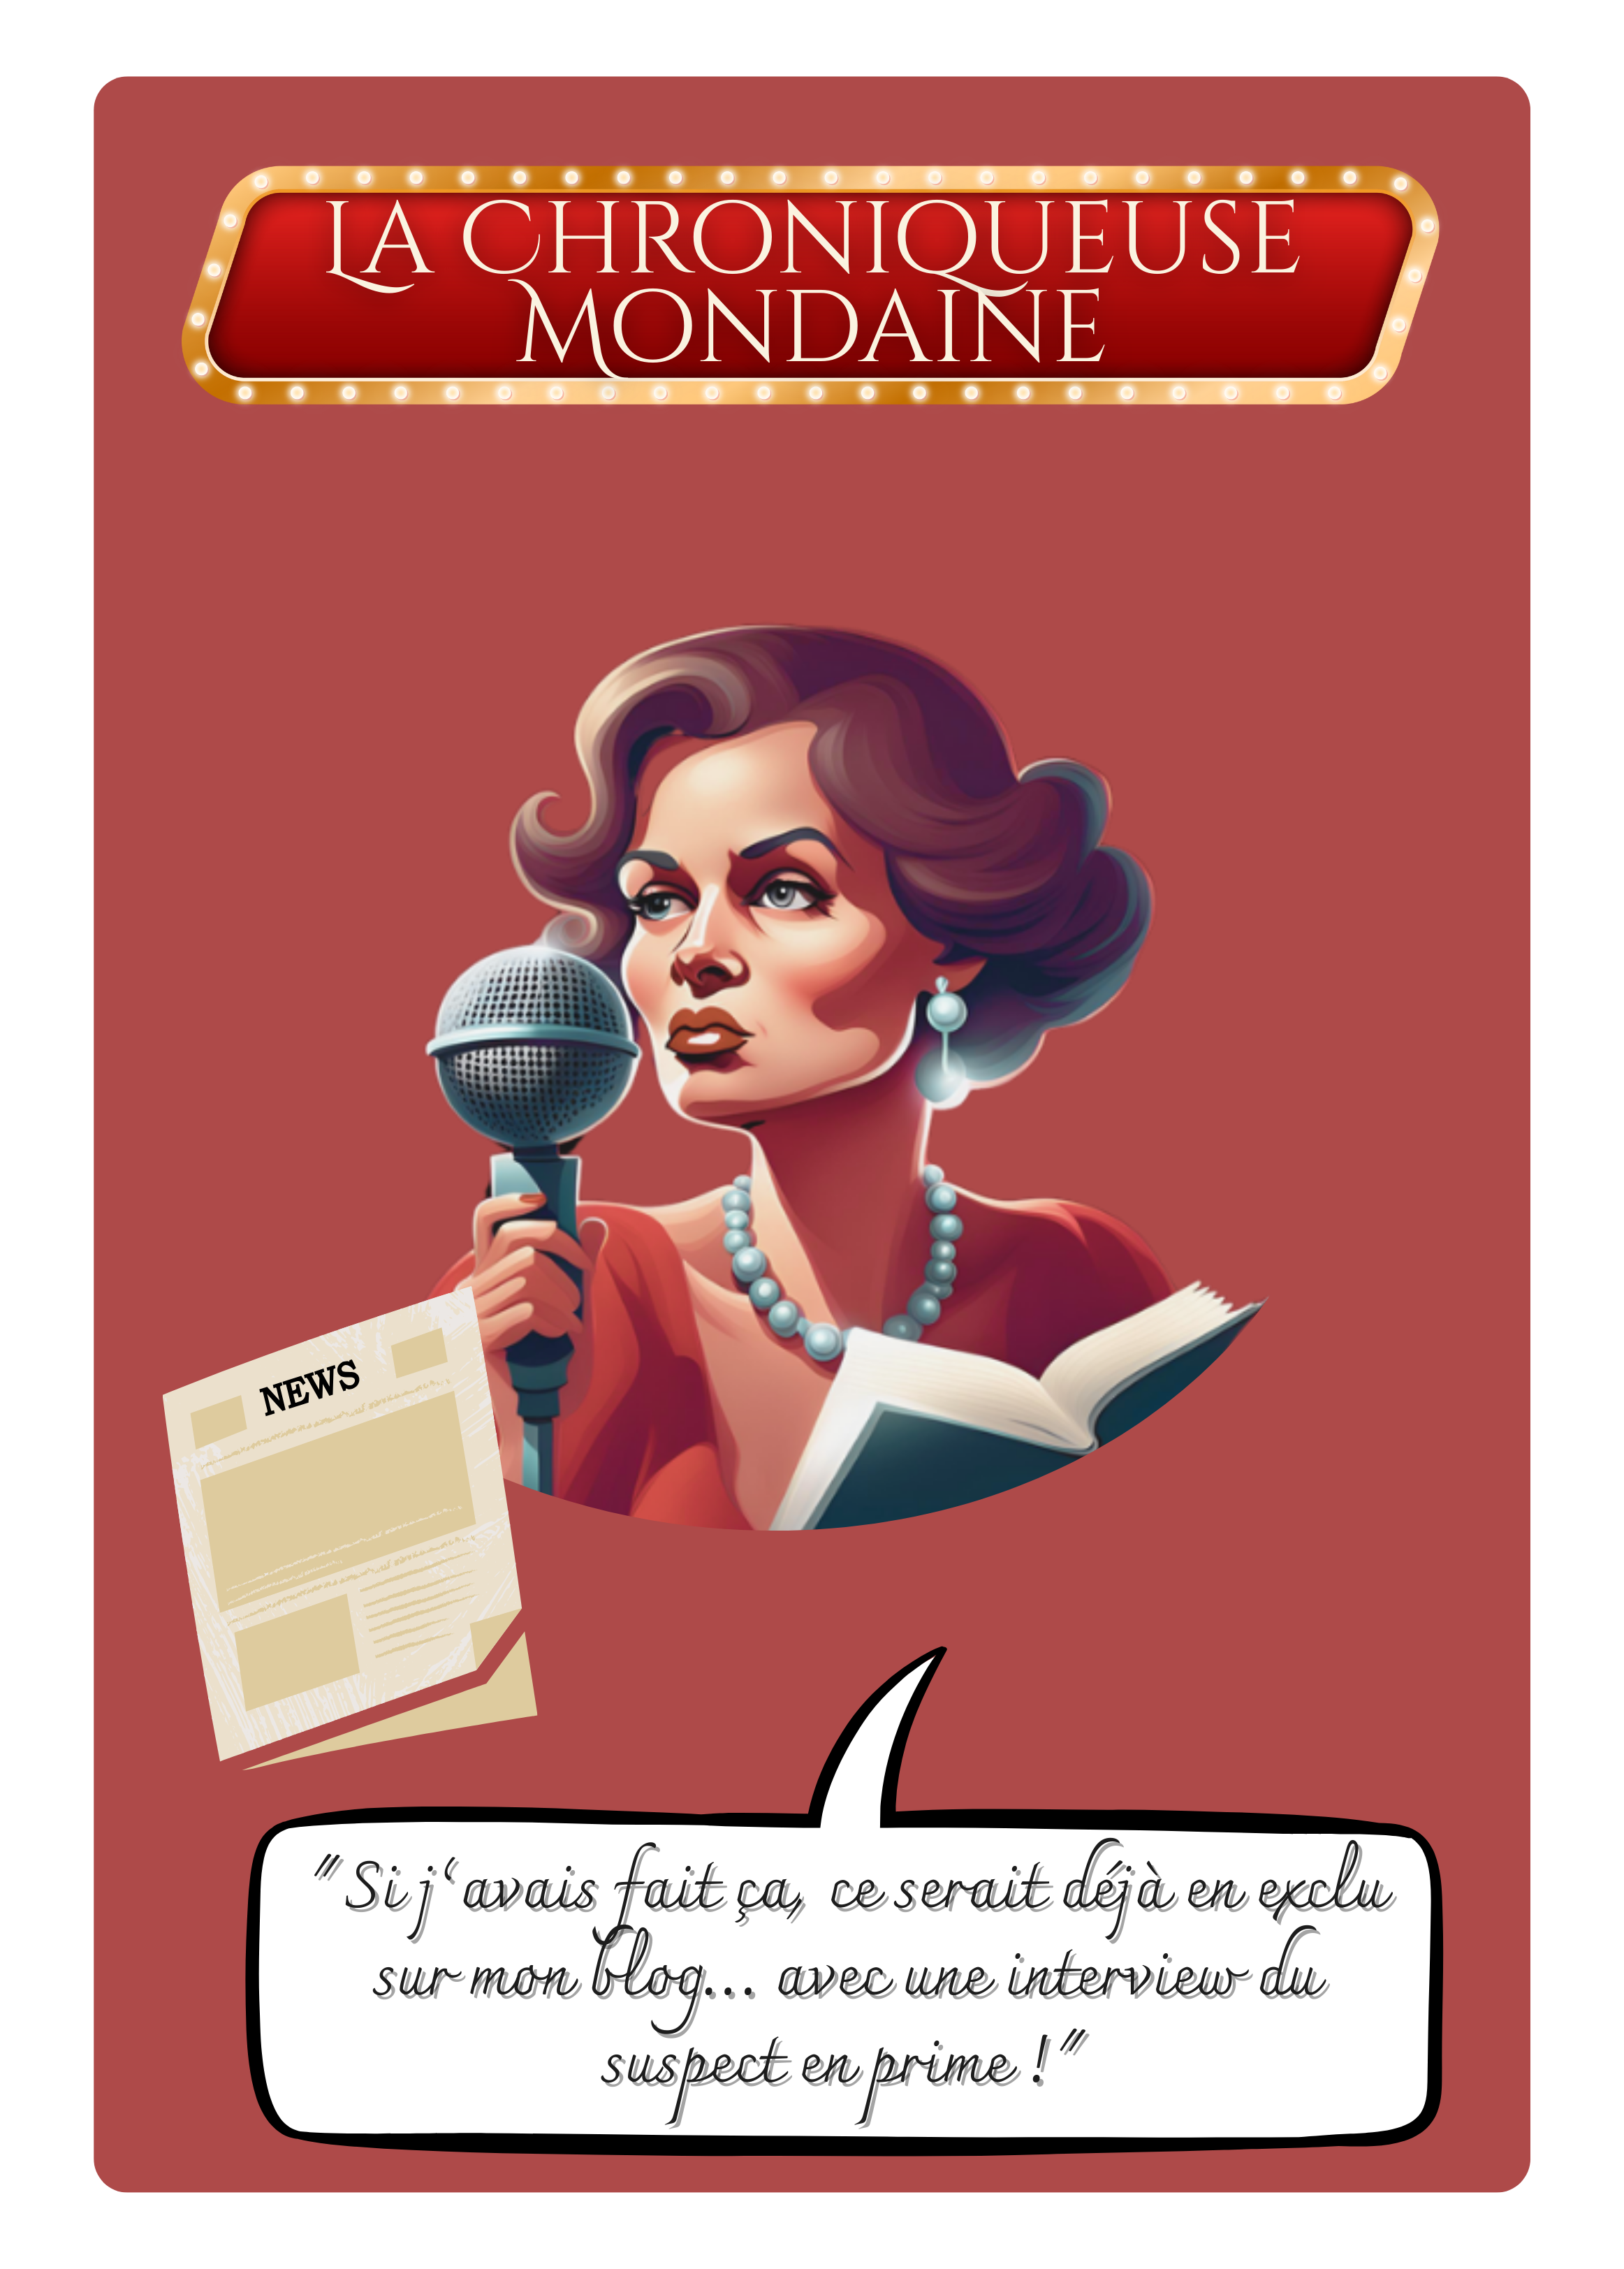 La Chroniqueuse
Mondaine
NEWS
"Si j'avais fait ça, ce serait déjà en exclu
sur mon blog... avec une interview du
suspect en prime !"